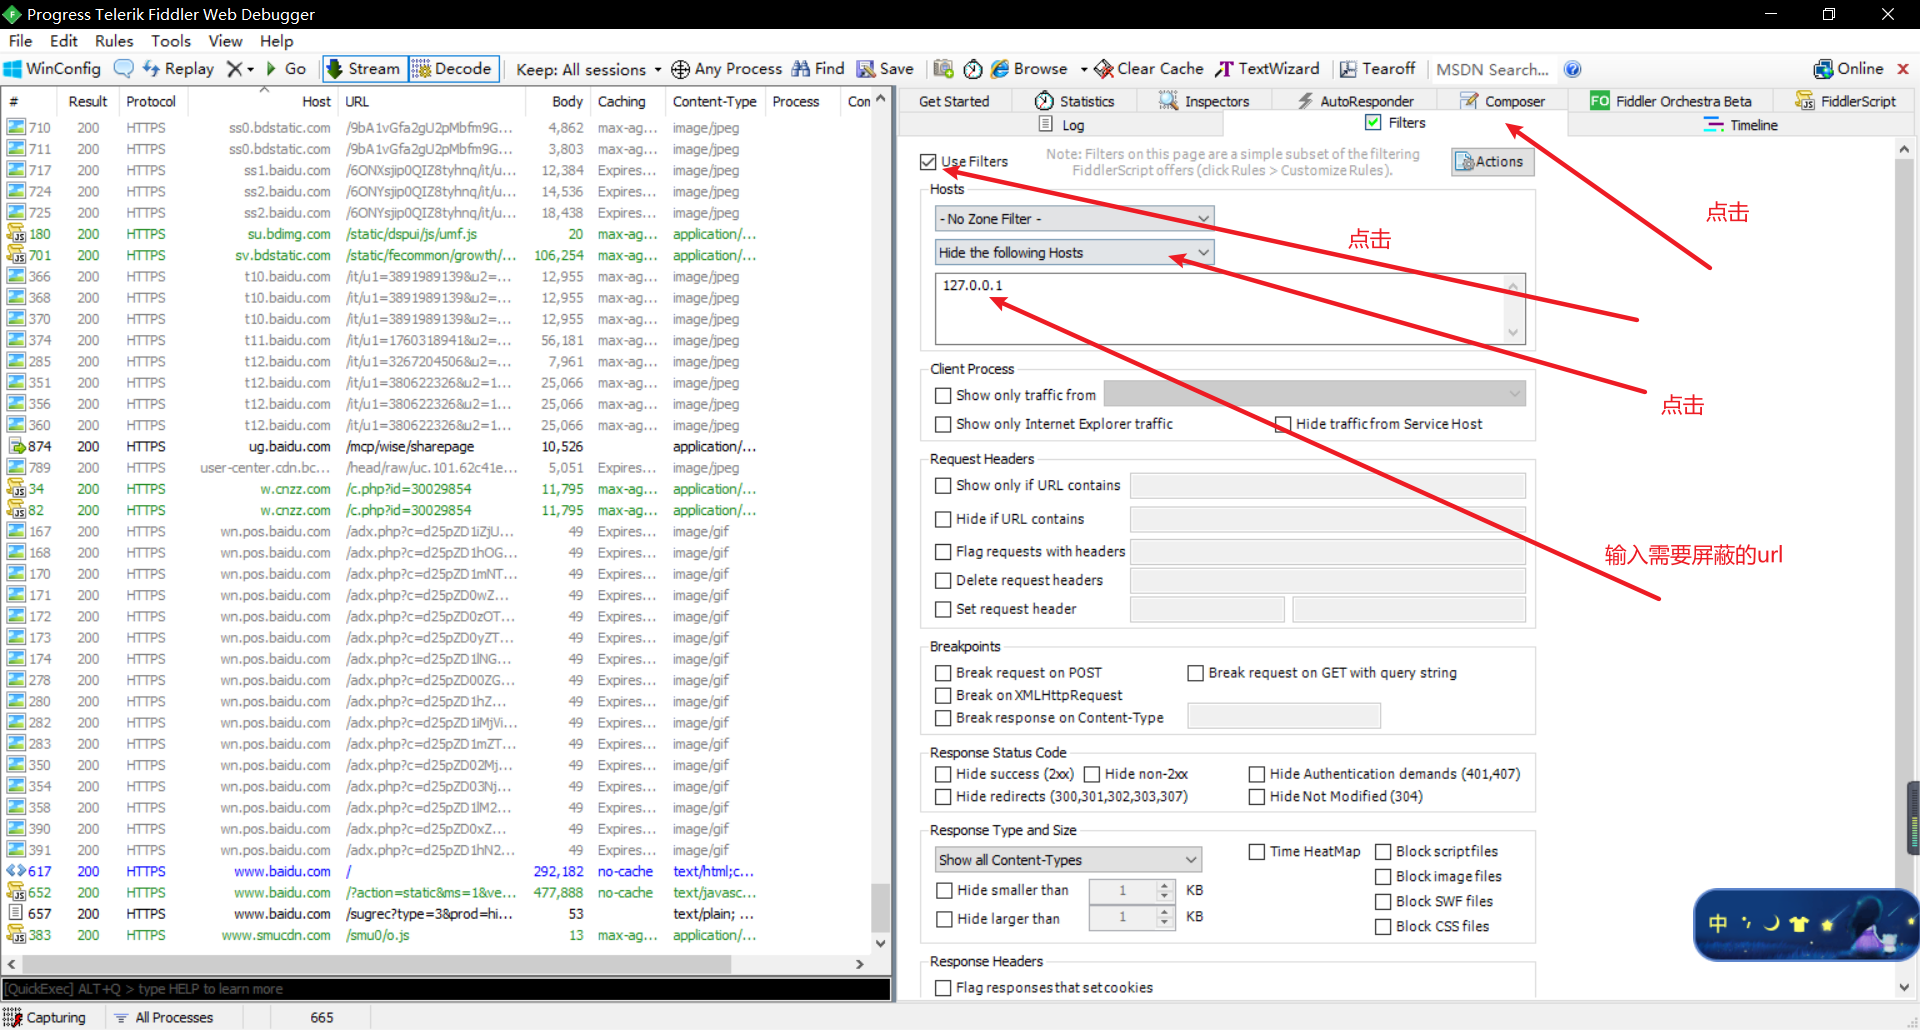 Progress Telerik Fiddler Web Debugger
File Edit Rules Tools View Help
WinConfig Replay X Go Stream Decode Keep: All sessions Any Process Find Save Browse Clear Cache TextWizard Tearoff MSDN Search... Online X
# Result Protocol Host URL Body Caching Content-Type Process Con
710 200 HTTPS ss0.bdstatic.com /9bA1vGfa2gU2pMbfm9G... 4,862 max-ag... image/jpeg
711 200 HTTPS ss0.bdstatic.com /9bA1vGfa2gU2pMbfm9G... 3,803 max-ag... image/jpeg
717 200 HTTPS ss1.baidu.com /6ONXsjip0QIZ8tyhnq/it/u... 12,384 Expires... image/jpeg
724 200 HTTPS ss2.baidu.com /6ONYsjip0QIZ8tyhnq/it/u... 14,536 Expires... image/jpeg
725 200 HTTPS ss2.baidu.com /6ONYsjip0QIZ8tyhnq/it/u... 18,438 Expires... image/jpeg
180 200 HTTPS su.bdimg.com /static/dspui/js/umf.js 20 max-ag... application/...
701 200 HTTPS sv.bdstatic.com /static/fecommon/growth/... 106,254 max-ag... application/...
366 200 HTTPS t10.baidu.com /it/u1=3891989139&u2=... 12,955 max-ag... image/jpeg
368 200 HTTPS t10.baidu.com /it/u1=3891989139&u2=... 12,955 max-ag... image/jpeg
370 200 HTTPS t10.baidu.com /it/u1=3891989139&u2=... 12,955 max-ag... image/jpeg
374 200 HTTPS t11.baidu.com /it/u1=1760318941&u2=... 56,181 max-ag... image/jpeg
285 200 HTTPS t12.baidu.com /it/u1=3267204506&u2=... 7,961 max-ag... image/jpeg
351 200 HTTPS t12.baidu.com /it/u1=380622326&u2=1... 25,066 max-ag... image/jpeg
356 200 HTTPS t12.baidu.com /it/u1=380622326&u2=1... 25,066 max-ag... image/jpeg
360 200 HTTPS t12.baidu.com /it/u1=380622326&u2=1... 25,066 max-ag... image/jpeg
874 200 HTTPS ug.baidu.com /mcp/wise/sharepage 10,526 application/...
789 200 HTTPS user-center.cdn.bc... /head/raw/uc.101.62c41e... 5,051 Expires... image/jpeg
34 200 HTTPS w.cnzz.com /c.php?id=30029854 11,795 max-ag... application/...
82 200 HTTPS w.cnzz.com /c.php?id=30029854 11,795 max-ag... application/...
167 200 HTTPS wn.pos.baidu.com /adx.php?c=d25pZD1iZjU... 49 Expires... image/gif
168 200 HTTPS wn.pos.baidu.com /adx.php?c=d25pZD1hOG... 49 Expires... image/gif
170 200 HTTPS wn.pos.baidu.com /adx.php?c=d25pZD1mNT... 49 Expires... image/gif
171 200 HTTPS wn.pos.baidu.com /adx.php?c=d25pZD0wZ... 49 Expires... image/gif
172 200 HTTPS wn.pos.baidu.com /adx.php?c=d25pZD0zOT... 49 Expires... image/gif
173 200 HTTPS wn.pos.baidu.com /adx.php?c=d25pZD0yZT... 49 Expires... image/gif
174 200 HTTPS wn.pos.baidu.com /adx.php?c=d25pZD1lNG... 49 Expires... image/gif
278 200 HTTPS wn.pos.baidu.com /adx.php?c=d25pZD00ZG... 49 Expires... image/gif
280 200 HTTPS wn.pos.baidu.com /adx.php?c=d25pZD1hZ... 49 Expires... image/gif
282 200 HTTPS wn.pos.baidu.com /adx.php?c=d25pZD1iMjVi... 49 Expires... image/gif
283 200 HTTPS wn.pos.baidu.com /adx.php?c=d25pZD1mZT... 49 Expires... image/gif
350 200 HTTPS wn.pos.baidu.com /adx.php?c=d25pZD02Mj... 49 Expires... image/gif
354 200 HTTPS wn.pos.baidu.com /adx.php?c=d25pZD03Nj... 49 Expires... image/gif
358 200 HTTPS wn.pos.baidu.com /adx.php?c=d25pZD1lM2... 49 Expires... image/gif
390 200 HTTPS wn.pos.baidu.com /adx.php?c=d25pZD0xZ... 49 Expires... image/gif
391 200 HTTPS wn.pos.baidu.com /adx.php?c=d25pZD1hN2... 49 Expires... image/gif
617 200 HTTPS www.baidu.com / 292,182 no-cache text/html;c...
652 200 HTTPS www.baidu.com /?action=static&ms=1&ve... 477,888 no-cache text/javasc...
657 200 HTTPS www.baidu.com /sugrec?type=3&prod=hi... 53 text/plain; ...
383 200 HTTPS www.smucdn.com /smu0/o.js 13 max-ag... application/...
[QuickExec] ALT+Q > type HELP to learn more
Capturing All Processes 665
Get Started Statistics Inspectors AutoResponder Composer FO Fiddler Orchestra Beta FiddlerScript
Log Filters Timeline
Use Filters
Note: Filters on this page are a simple subset of the filtering
FiddlerScript offers (click Rules > Customize Rules).
Actions
Hosts
- No Zone Filter -
点击
点击
Hide the following Hosts
127.0.0.1
Client Process
Show only traffic from
点击
Show only Internet Explorer traffic Hide traffic from Service Host
Request Headers
Show only if URL contains
Hide if URL contains
Flag requests with headers
输入需要屏蔽的url
Delete request headers
Set request header
Breakpoints
Break request on POST Break request on GET with query string
Break on XMLHttpRequest
Break response on Content-Type
Response Status Code
Hide success (2xx) Hide non-2xx Hide Authentication demands (401,407)
Hide redirects (300,301,302,303,307) Hide Not Modified (304)
Response Type and Size
Show all Content-Types Time HeatMap Block script files
Block image files
Hide smaller than 1 KB
Block SWF files
Hide larger than 1 KB
Block CSS files
中
Response Headers
Flag responses that set cookies